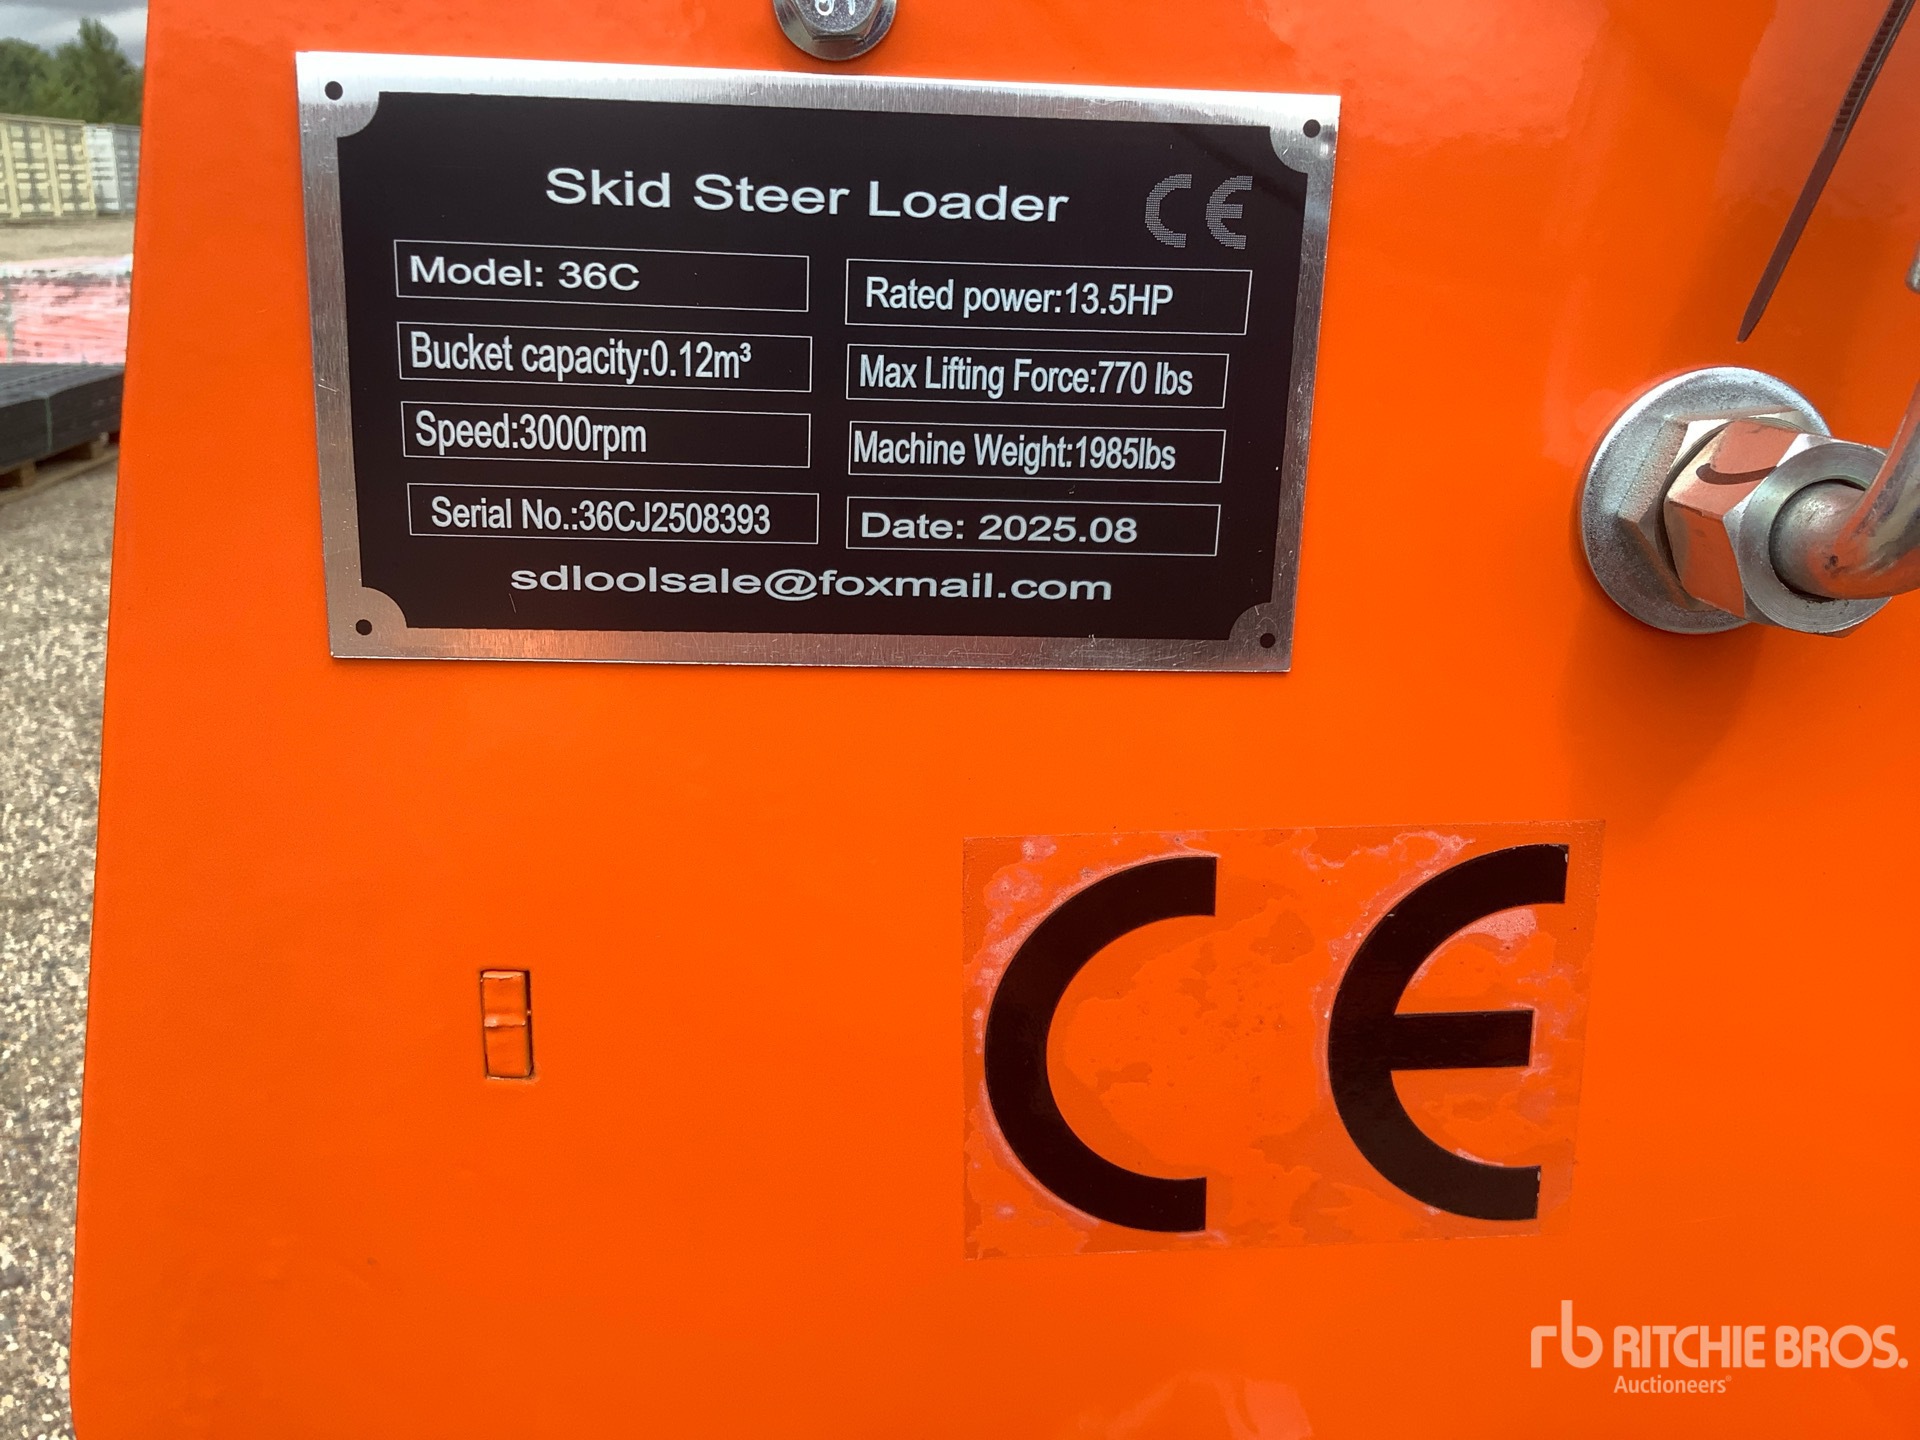 Skid Steer Loader CE
Model: 36C
Rated power:13.5HP
Bucket capacity:0.12m³
Max Lifting Force:770 lbs
Speed:3000rpm
Machine Weight:1985lbs
Serial No.:36CJ2508393
Date: 2025.08
sdloolsale@foxmail.com
CE
rb RITCHIE BROS.
Auctioneers